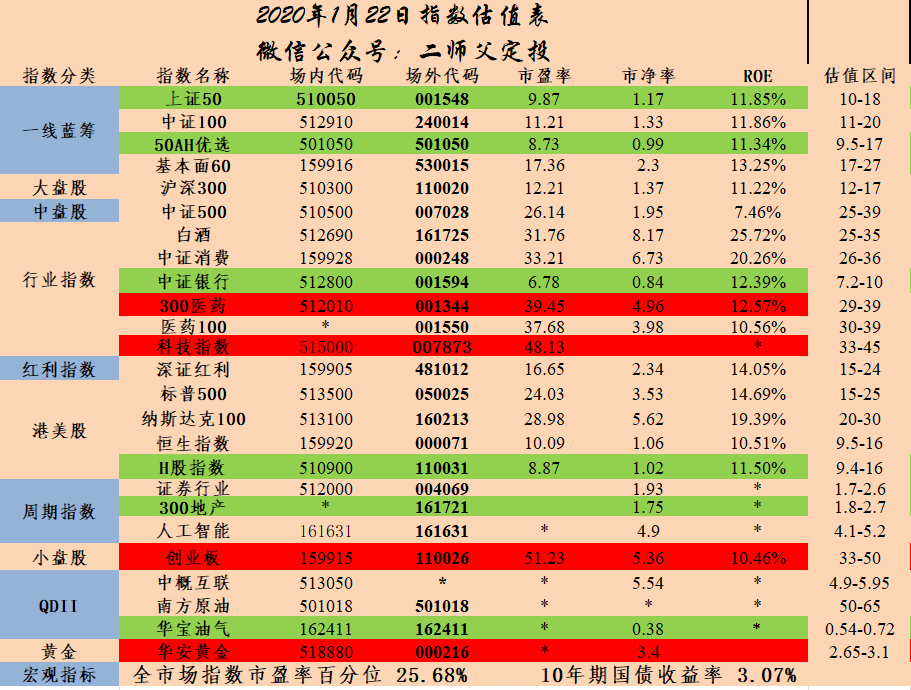 2020年1月22日指数估值表
微信公众号：二师父定投
指数分类 指数名称 场内代码 场外代码 市盈率 市净率 ROE 估值区间
一线蓝筹 上证50 510050 001548 9.87 1.17 11.85% 10-18
中证100 512910 240014 11.21 1.33 11.86% 11-20
50AH优选 501050 501050 8.73 0.99 11.34% 9.5-17
基本面60 159916 530015 17.36 2.3 13.25% 17-27
大盘股 沪深300 510300 110020 12.21 1.37 11.22% 12-17
中盘股 中证500 510500 007028 26.14 1.95 7.46% 25-39
行业指数 白酒 512690 161725 31.76 8.17 25.72% 25-35
中证消费 159928 000248 33.21 6.73 20.26% 26-36
中证银行 512800 001594 6.78 0.84 12.39% 7.2-10
300医药 512010 001344 39.45 4.96 12.57% 29-39
医药100 * 001550 37.68 3.98 10.56% 30-39
科技指数 515000 007873 48.13 * 33-45
红利指数 深证红利 159905 481012 16.65 2.34 14.05% 15-24
港美股 标普500 513500 050025 24.03 3.53 14.69% 15-25
纳斯达克100 513100 160213 28.98 5.62 19.39% 20-30
恒生指数 159920 000071 10.09 1.06 10.51% 9.5-16
H股指数 510900 110031 8.87 1.02 11.50% 9.4-16
周期指数 证券行业 512000 004069 1.93 * 1.7-2.6
300地产 * 161721 1.75 * 1.8-2.7
人工智能 161631 161631 * 4.9 * 4.1-5.2
小盘股 创业板 159915 110026 51.23 5.36 10.46% 33-50
QDII 中概互联 513050 * * 5.54 * 4.9-5.95
南方原油 501018 501018 * * * 50-65
华宝油气 162411 162411 * 0.38 * 0.54-0.72
黄金 华安黄金 518880 000216 * 3.4 2.65-3.1
宏观指标 全市场指数市盈率百分位 25.68% 10年期国债收益率 3.07%